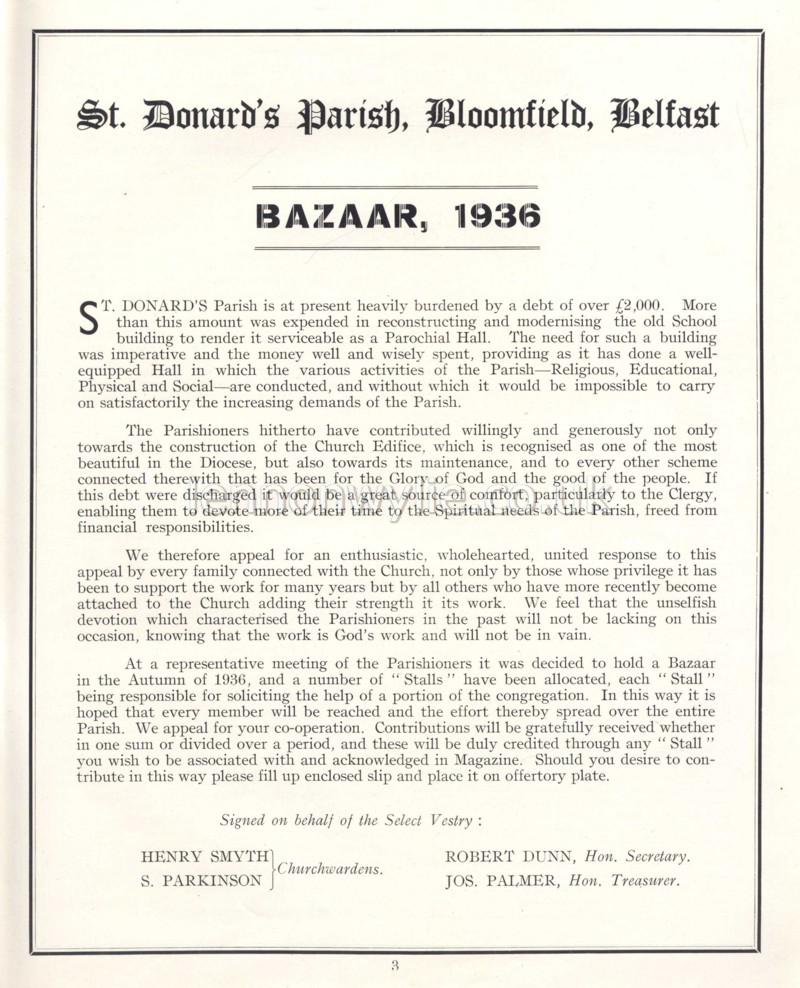 St. Donard's Parish, Bloomfield, Belfast
BAZAAR, 1936
ST. DONARD'S Parish is at present heavily burdened by a debt of over £2,000. More
than this amount was expended in reconstructing and modernising the old School
building to render it serviceable as a Parochial Hall. The need for such a building
was imperative and the money well and wisely spent, providing as it has done a well-
equipped Hall in which the various activities of the Parish—Religious, Educational,
Physical and Social—are conducted, and without which it would be impossible to carry
on satisfactorily the increasing demands of the Parish.
The Parishioners hitherto have contributed willingly and generously not only
towards the construction of the Church Edifice, which is recognised as one of the most
beautiful in the Diocese, but also towards its maintenance, and to every other scheme
connected therewith that has been for the Glory of God and the good of the people. If
this debt were discharged it would be a great source of comfort, particularly to the Clergy,
enabling them to devote more of their time to the Spiritual needs of the Parish, freed from
financial responsibilities.
We therefore appeal for an enthusiastic, wholehearted, united response to this
appeal by every family connected with the Church, not only by those whose privilege it has
been to support the work for many years but by all others who have more recently become
attached to the Church adding their strength it its work. We feel that the unselfish
devotion which characterised the Parishioners in the past will not be lacking on this
occasion, knowing that the work is God's work and will not be in vain.
At a representative meeting of the Parishioners it was decided to hold a Bazaar
in the Autumn of 1936, and a number of "Stalls" have been allocated, each "Stall"
being responsible for soliciting the help of a portion of the congregation. In this way it is
hoped that every member will be reached and the effort thereby spread over the entire
Parish. We appeal for your co-operation. Contributions will be gratefully received whether
in one sum or divided over a period, and these will be duly credited through any "Stall"
you wish to be associated with and acknowledged in Magazine. Should you desire to con-
tribute in this way please fill up enclosed slip and place it on offertory plate.
Signed on behalf of the Select Vestry :
HENRY SMYTH
S. PARKINSON
Churchwardens.
ROBERT DUNN, Hon. Secretary.
JOS. PALMER, Hon. Treasurer.
3
lennonwylie.co.uk